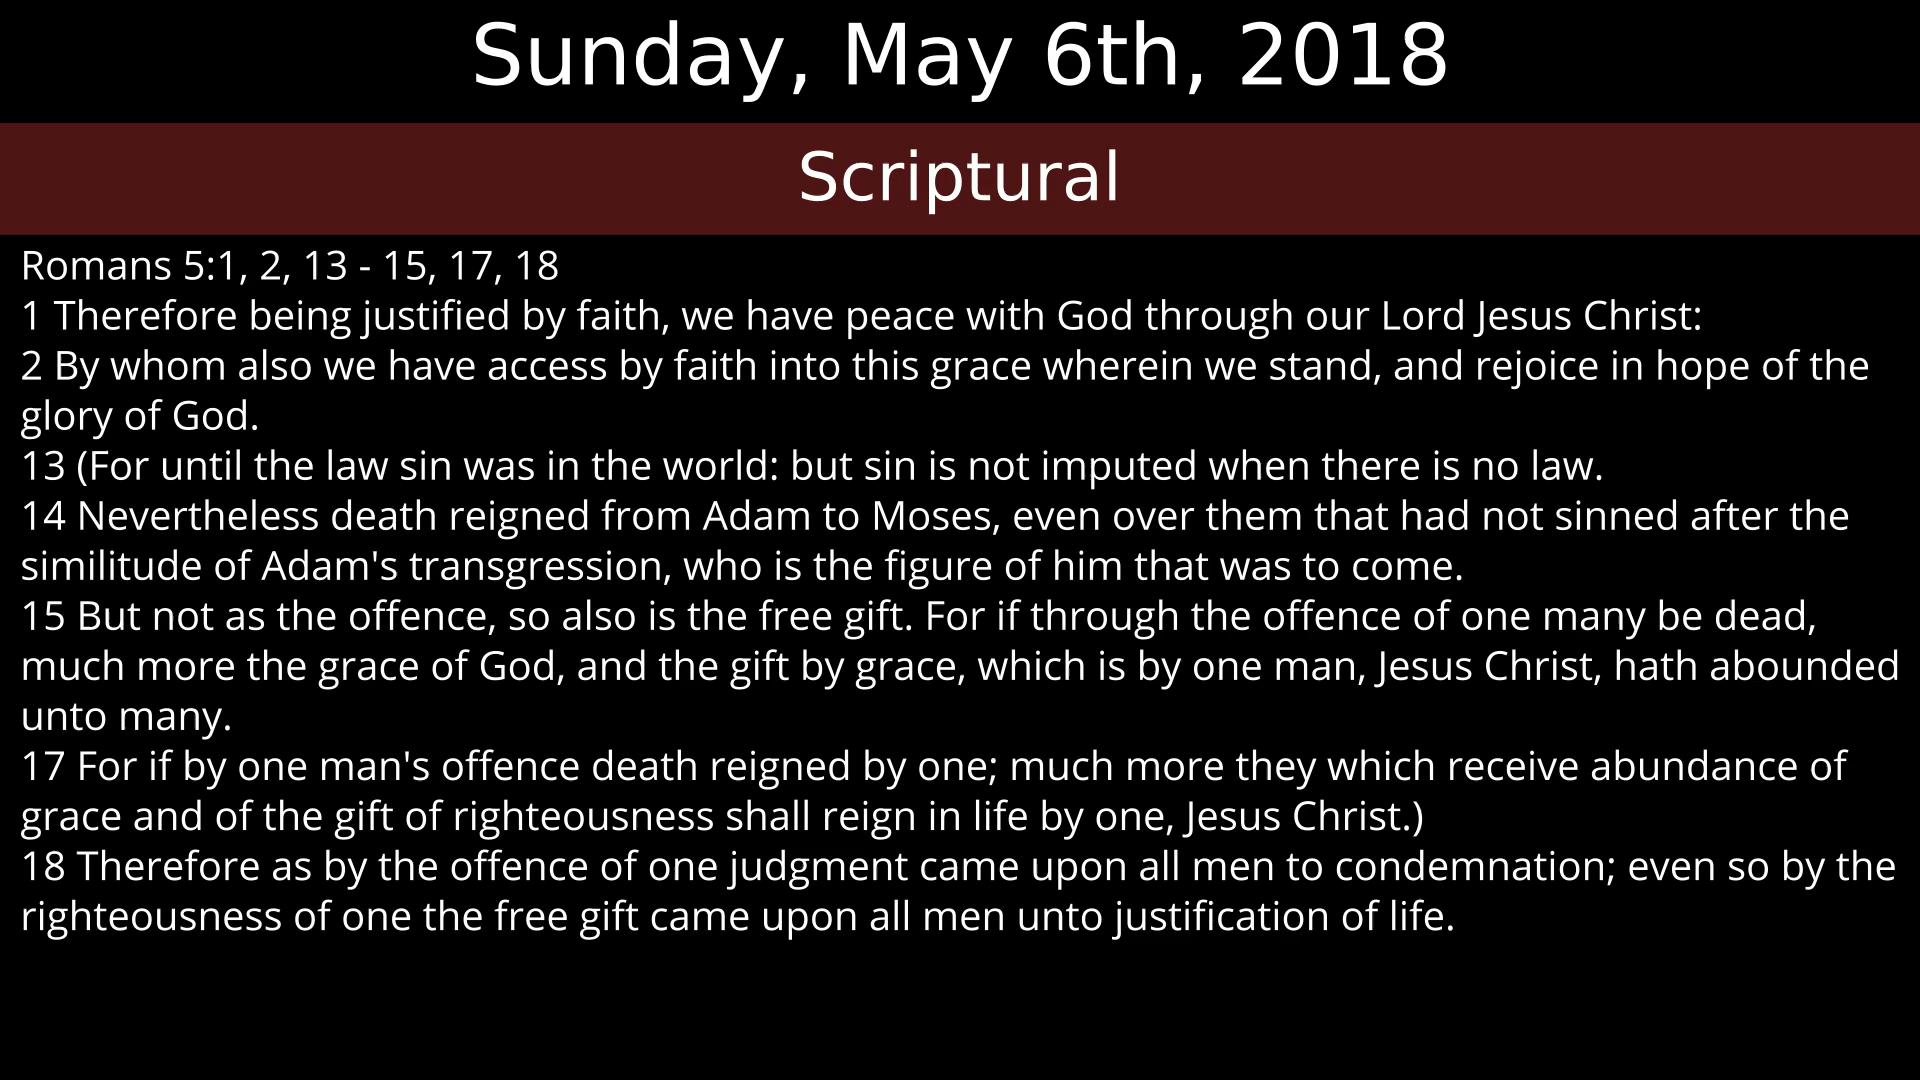 Sunday, May 6th, 2018
Scriptural
Romans 5:1, 2, 13 - 15, 17, 18
1 Therefore being justified by faith, we have peace with God through our Lord Jesus Christ:
2 By whom also we have access by faith into this grace wherein we stand, and rejoice in hope of the
glory of God.
13 (For until the law sin was in the world: but sin is not imputed when there is no law.
14 Nevertheless death reigned from Adam to Moses, even over them that had not sinned after the
similitude of Adam's transgression, who is the figure of him that was to come.
15 But not as the offence, so also is the free gift. For if through the offence of one many be dead,
much more the grace of God, and the gift by grace, which is by one man, Jesus Christ, hath abounded
unto many.
17 For if by one man's offence death reigned by one; much more they which receive abundance of
grace and of the gift of righteousness shall reign in life by one, Jesus Christ.)
18 Therefore as by the offence of one judgment came upon all men to condemnation; even so by the
righteousness of one the free gift came upon all men unto justification of life.